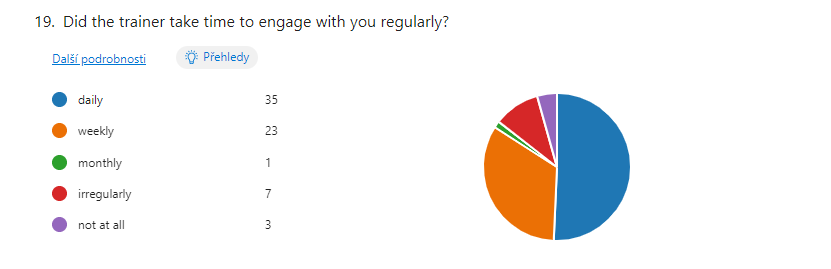 19. Did the trainer take time to engage with you regularly?
Další podrobnosti Přehledy
daily 35
weekly 23
monthly 1
irregularly 7
not at all 3